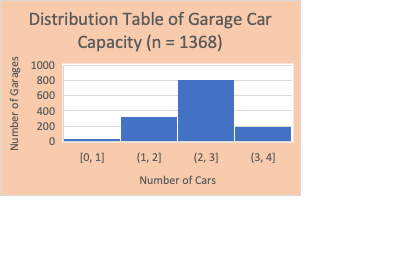 Distribution Table of Garage Car
Capacity (n = 1368)
Number of Garages
1000
800
600
400
200
0
[0, 1]
(1, 2]
(2, 3]
(3, 4]
Number of Cars